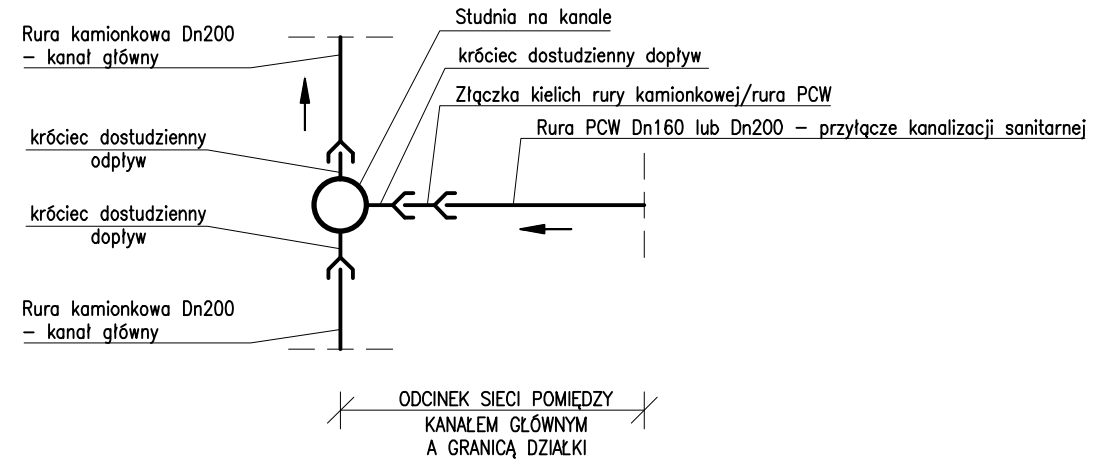 Studnia na kanale
Rura kamionkowa Dn200
– kanał główny
króciec dostudzienny dopływ
Złączka kielich rury kamionkowej/rura PCW
Rura PCW Dn160 lub Dn200 – przyłącze kanalizacji sanitarnej
króciec dostudzienny
odpływ
króciec dostudzienny
dopływ
Rura kamionkowa Dn200
– kanał główny
ODCINEK SIECI POMIĘDZY
KANAŁEM GŁÓWNYM
A GRANICĄ DZIAŁKI